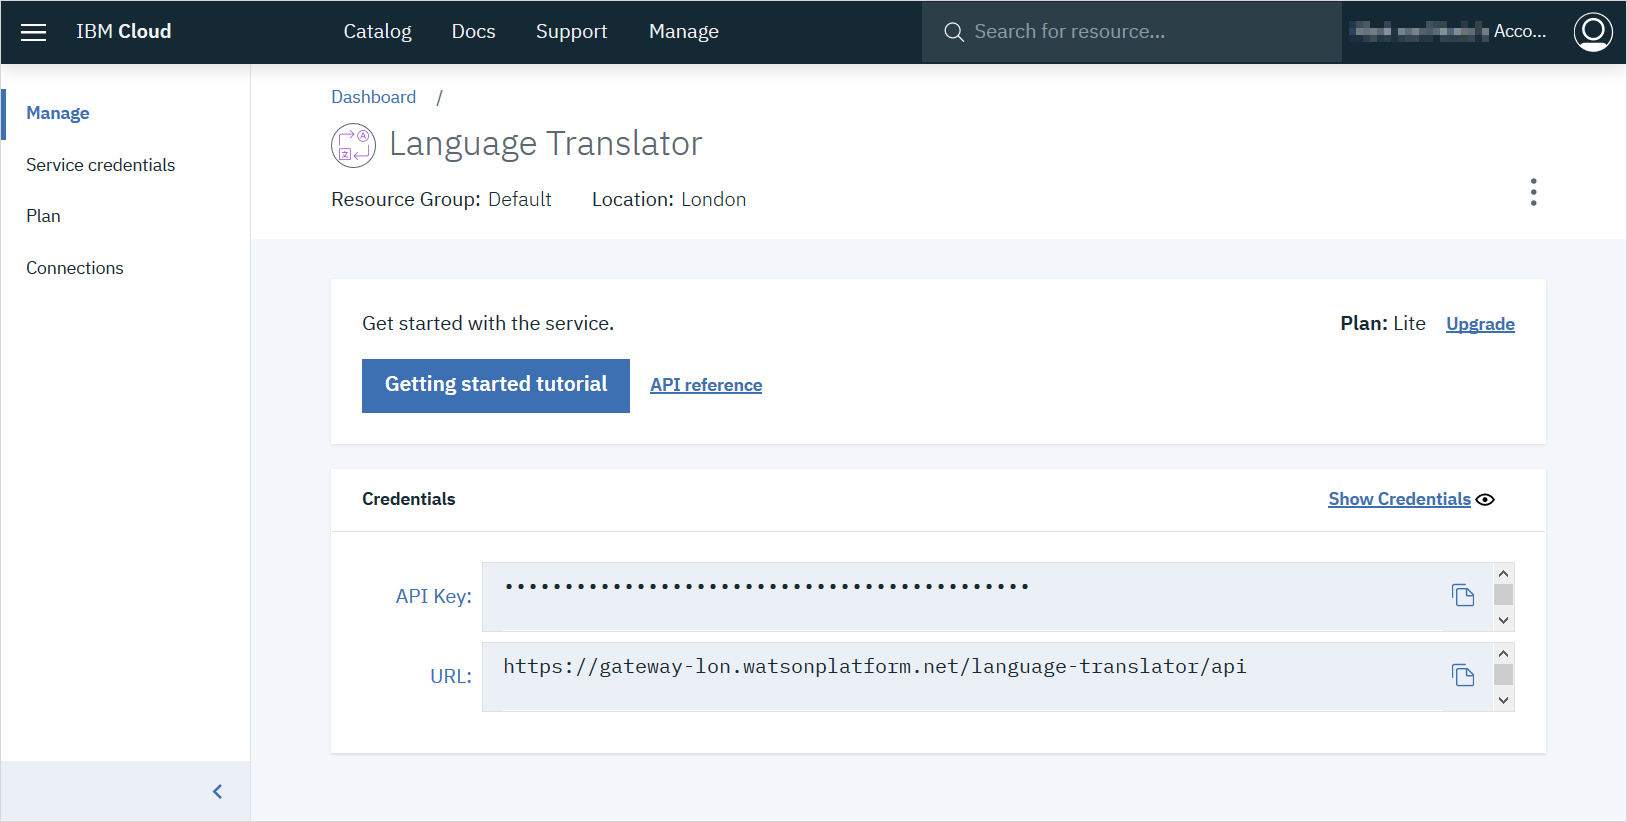 IBM Cloud Catalog Docs Support Manage Search for resource... Acco...
Manage
Service credentials
Plan
Connections
Dashboard /
Language Translator
Resource Group: Default Location: London
Get started with the service. Plan: Lite Upgrade
Getting started tutorial API reference
Credentials Show Credentials
API Key: ••••••••••••••••••••••••••••••••••••••••••••
URL: https://gateway-lon.watsonplatform.net/language-translator/api